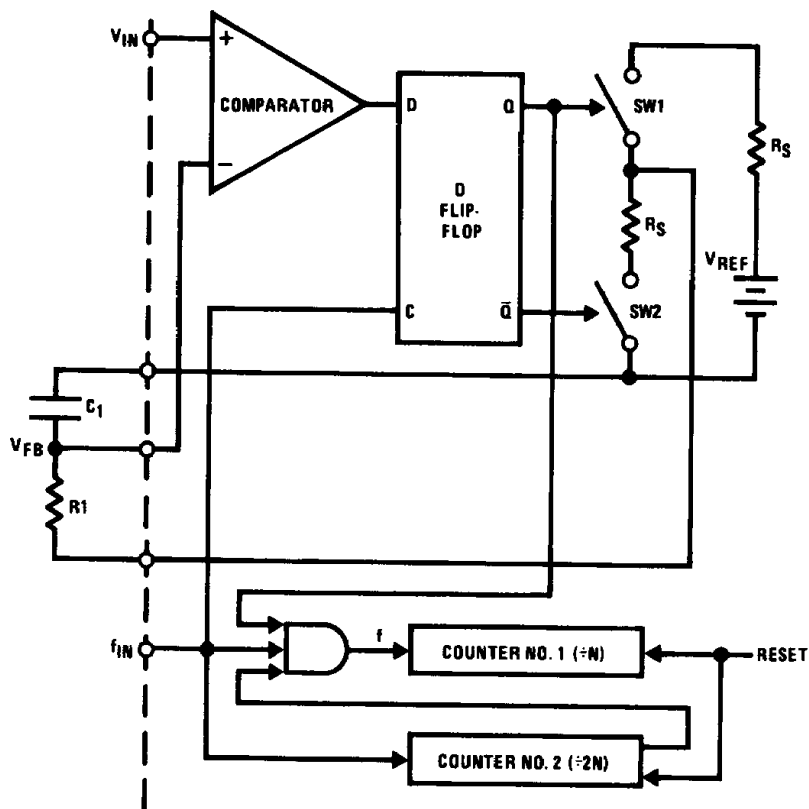 VIN
+
COMPARATOR
−
D
Q
D
FLIP-
FLOP
C
Q̅
SW1
RS
RS
VREF
SW2
C1
VFB
R1
fIN
f
COUNTER NO. 1 (÷N)
RESET
COUNTER NO. 2 (÷2N)